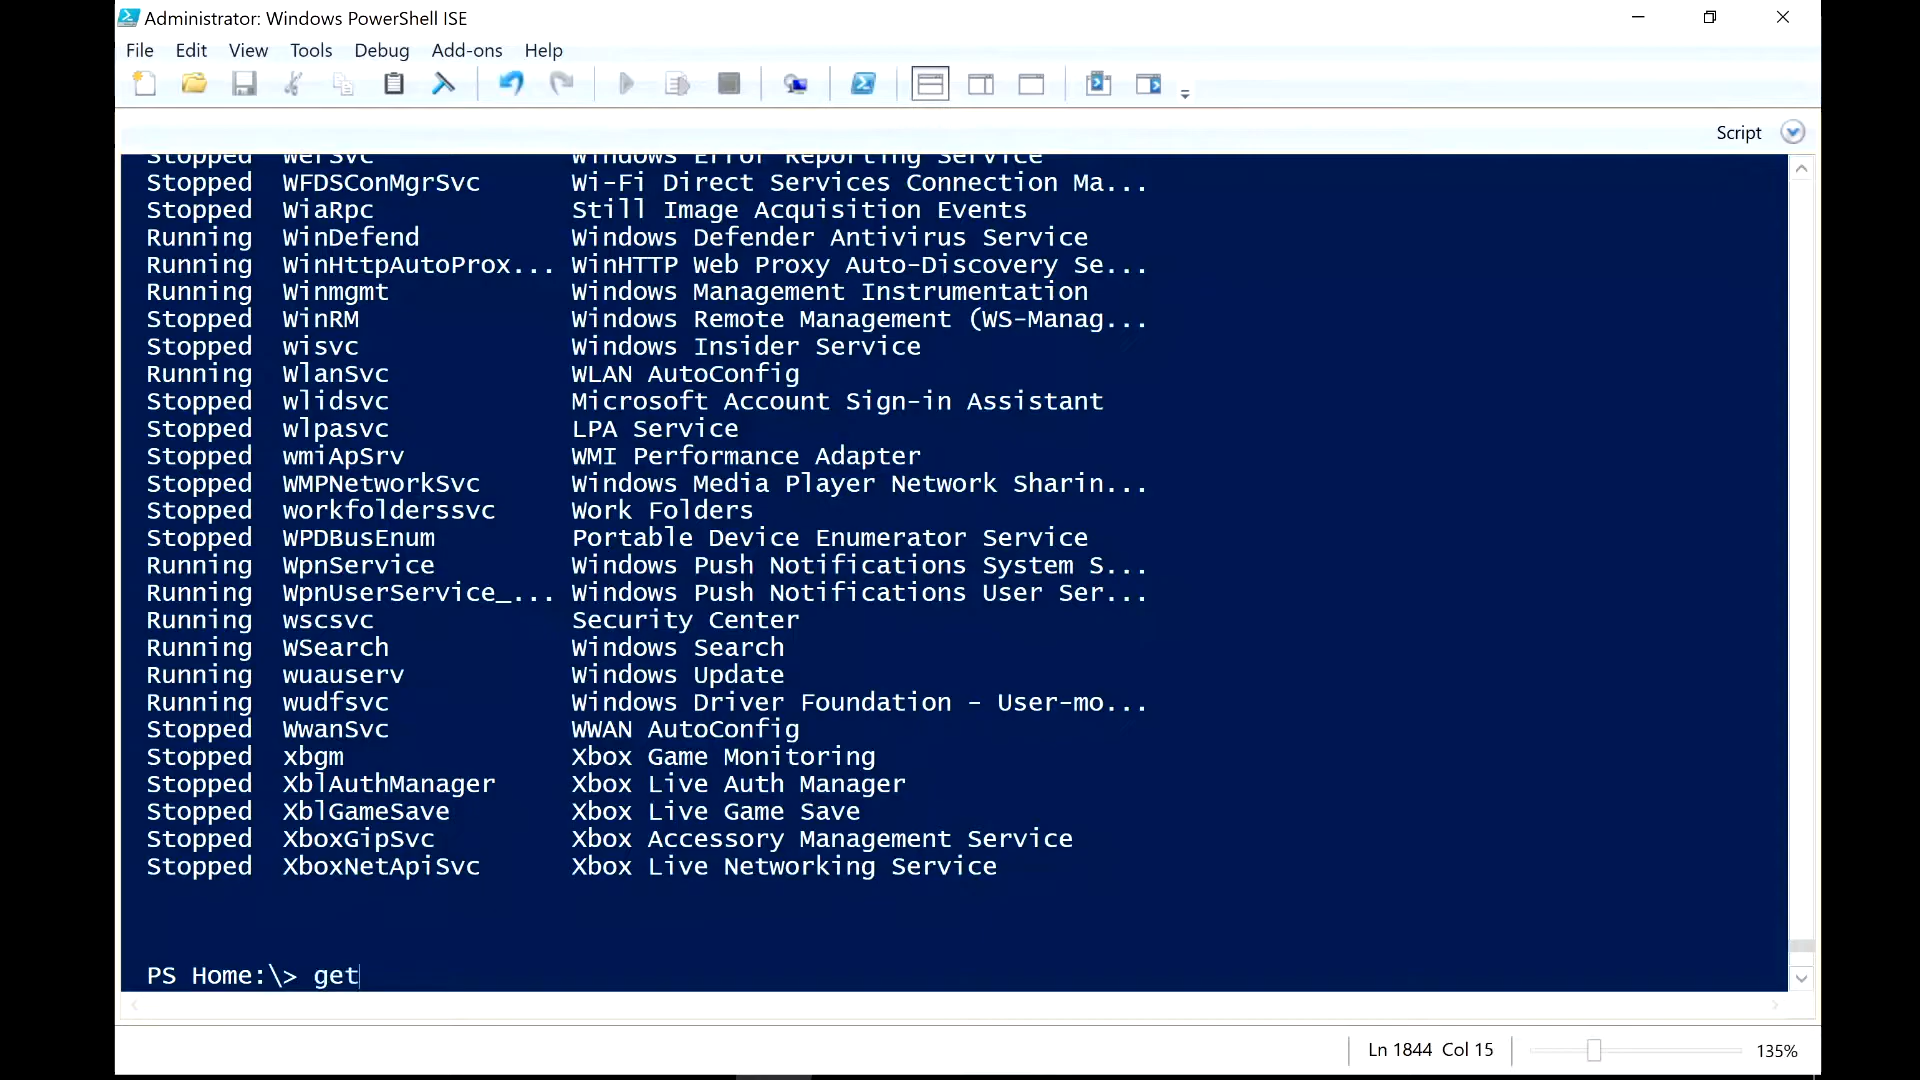 Administrator: Windows PowerShell ISE
File Edit View Tools Debug Add-ons Help
Script
Stopped WerSvc Windows Error Reporting Service
Stopped WFDSConMgrSvc Wi-Fi Direct Services Connection Ma...
Stopped WiaRpc Still Image Acquisition Events
Running WinDefend Windows Defender Antivirus Service
Running WinHttpAutoProx... WinHTTP Web Proxy Auto-Discovery Se...
Running Winmgmt Windows Management Instrumentation
Stopped WinRM Windows Remote Management (WS-Manag...
Stopped wisvc Windows Insider Service
Running WlanSvc WLAN AutoConfig
Stopped wlidsvc Microsoft Account Sign-in Assistant
Stopped wlpasvc LPA Service
Stopped wmiApSrv WMI Performance Adapter
Stopped WMPNetworkSvc Windows Media Player Network Sharin...
Stopped workfolderssvc Work Folders
Stopped WPDBusEnum Portable Device Enumerator Service
Running WpnService Windows Push Notifications System S...
Running WpnUserService_... Windows Push Notifications User Ser...
Running wscsvc Security Center
Running WSearch Windows Search
Running wuauserv Windows Update
Running wudfsvc Windows Driver Foundation - User-mo...
Stopped WwanSvc WWAN AutoConfig
Stopped xbgm Xbox Game Monitoring
Stopped XblAuthManager Xbox Live Auth Manager
Stopped XblGameSave Xbox Live Game Save
Stopped XboxGipSvc Xbox Accessory Management Service
Stopped XboxNetApiSvc Xbox Live Networking Service
PS Home:\> get
Ln 1844 Col 15 135%